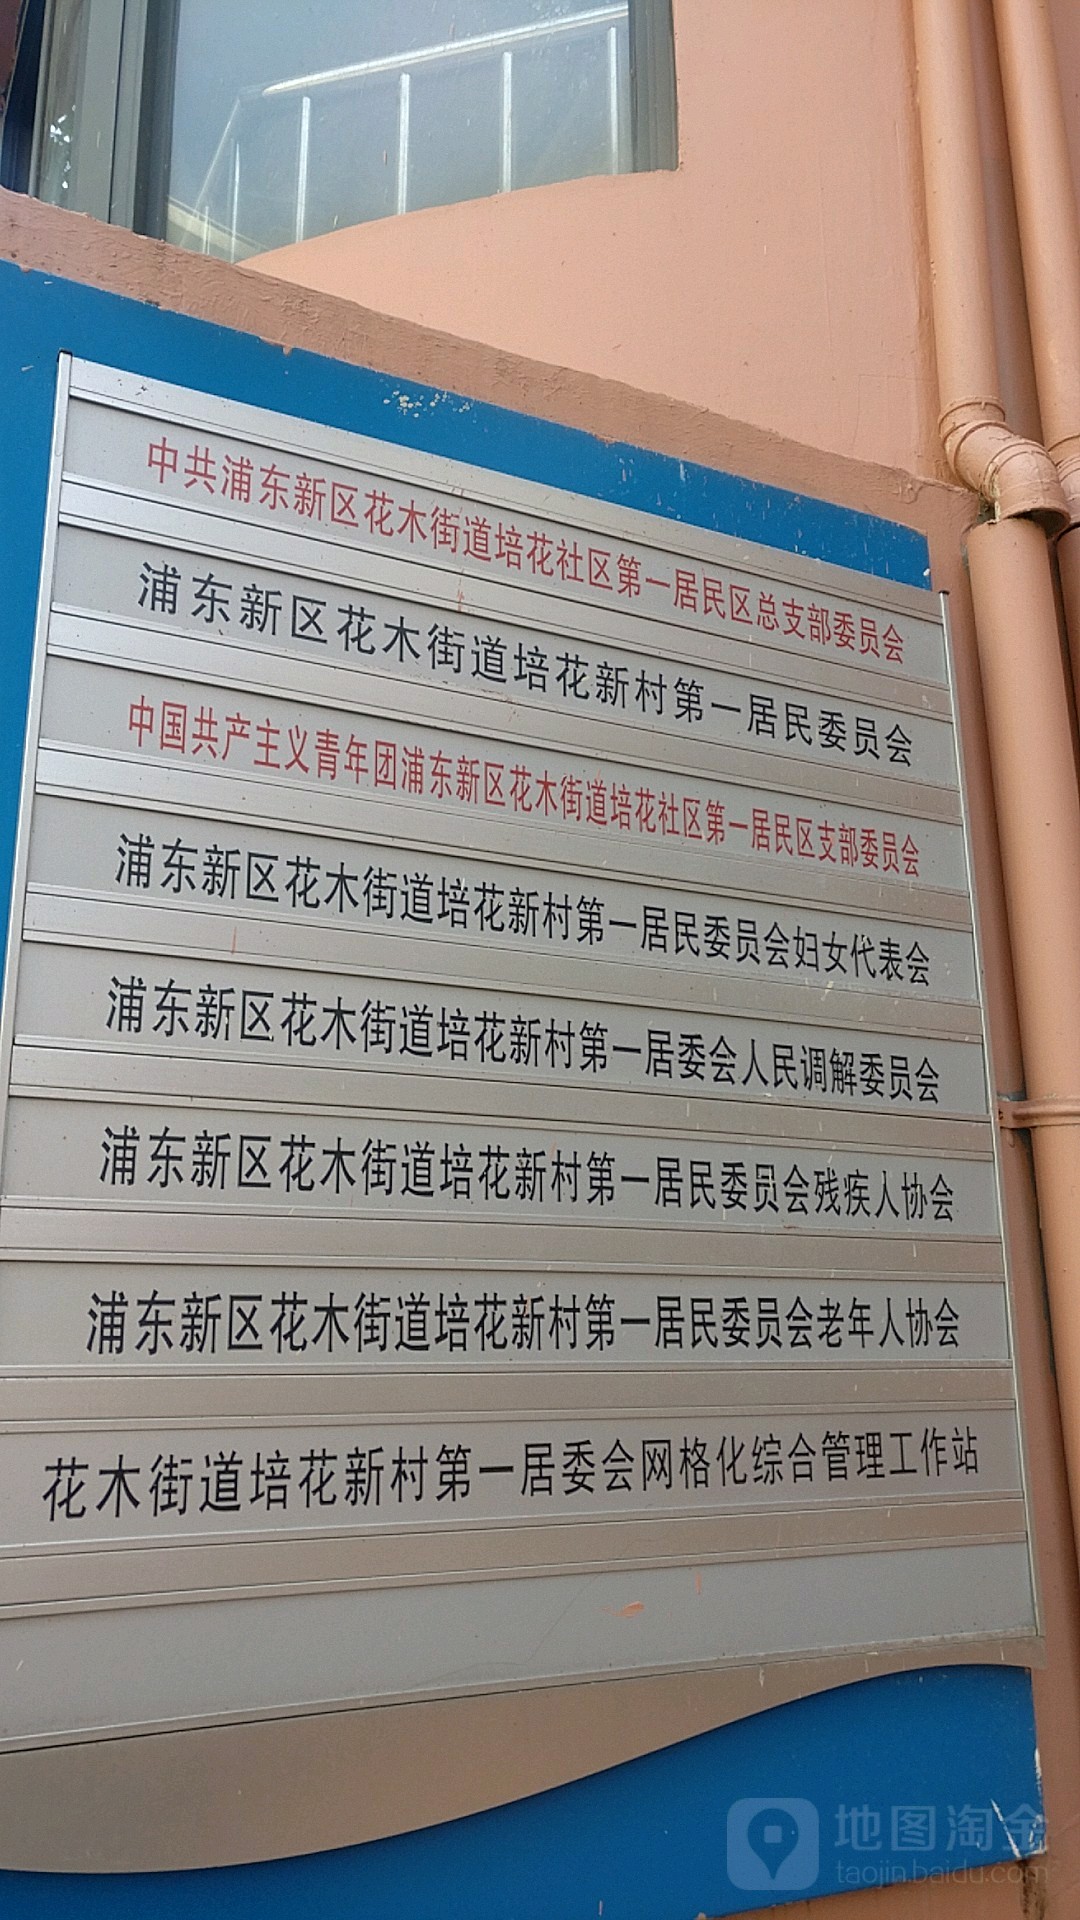 中共浦东新区花木街道培花社区第一居民区总支部委员会
浦东新区花木街道培花新村第一居民委员会
中国共产主义青年团浦东新区花木街道培花社区第一居民区支部委员会
浦东新区花木街道培花新村第一居民委员会妇女代表会
浦东新区花木街道培花新村第一居委会人民调解委员会
浦东新区花木街道培花新村第一居民委员会残疾人协会
浦东新区花木街道培花新村第一居民委员会老年人协会
花木街道培花新村第一居委会网格化综合管理工作站
地图淘金
taojin.baidu.com